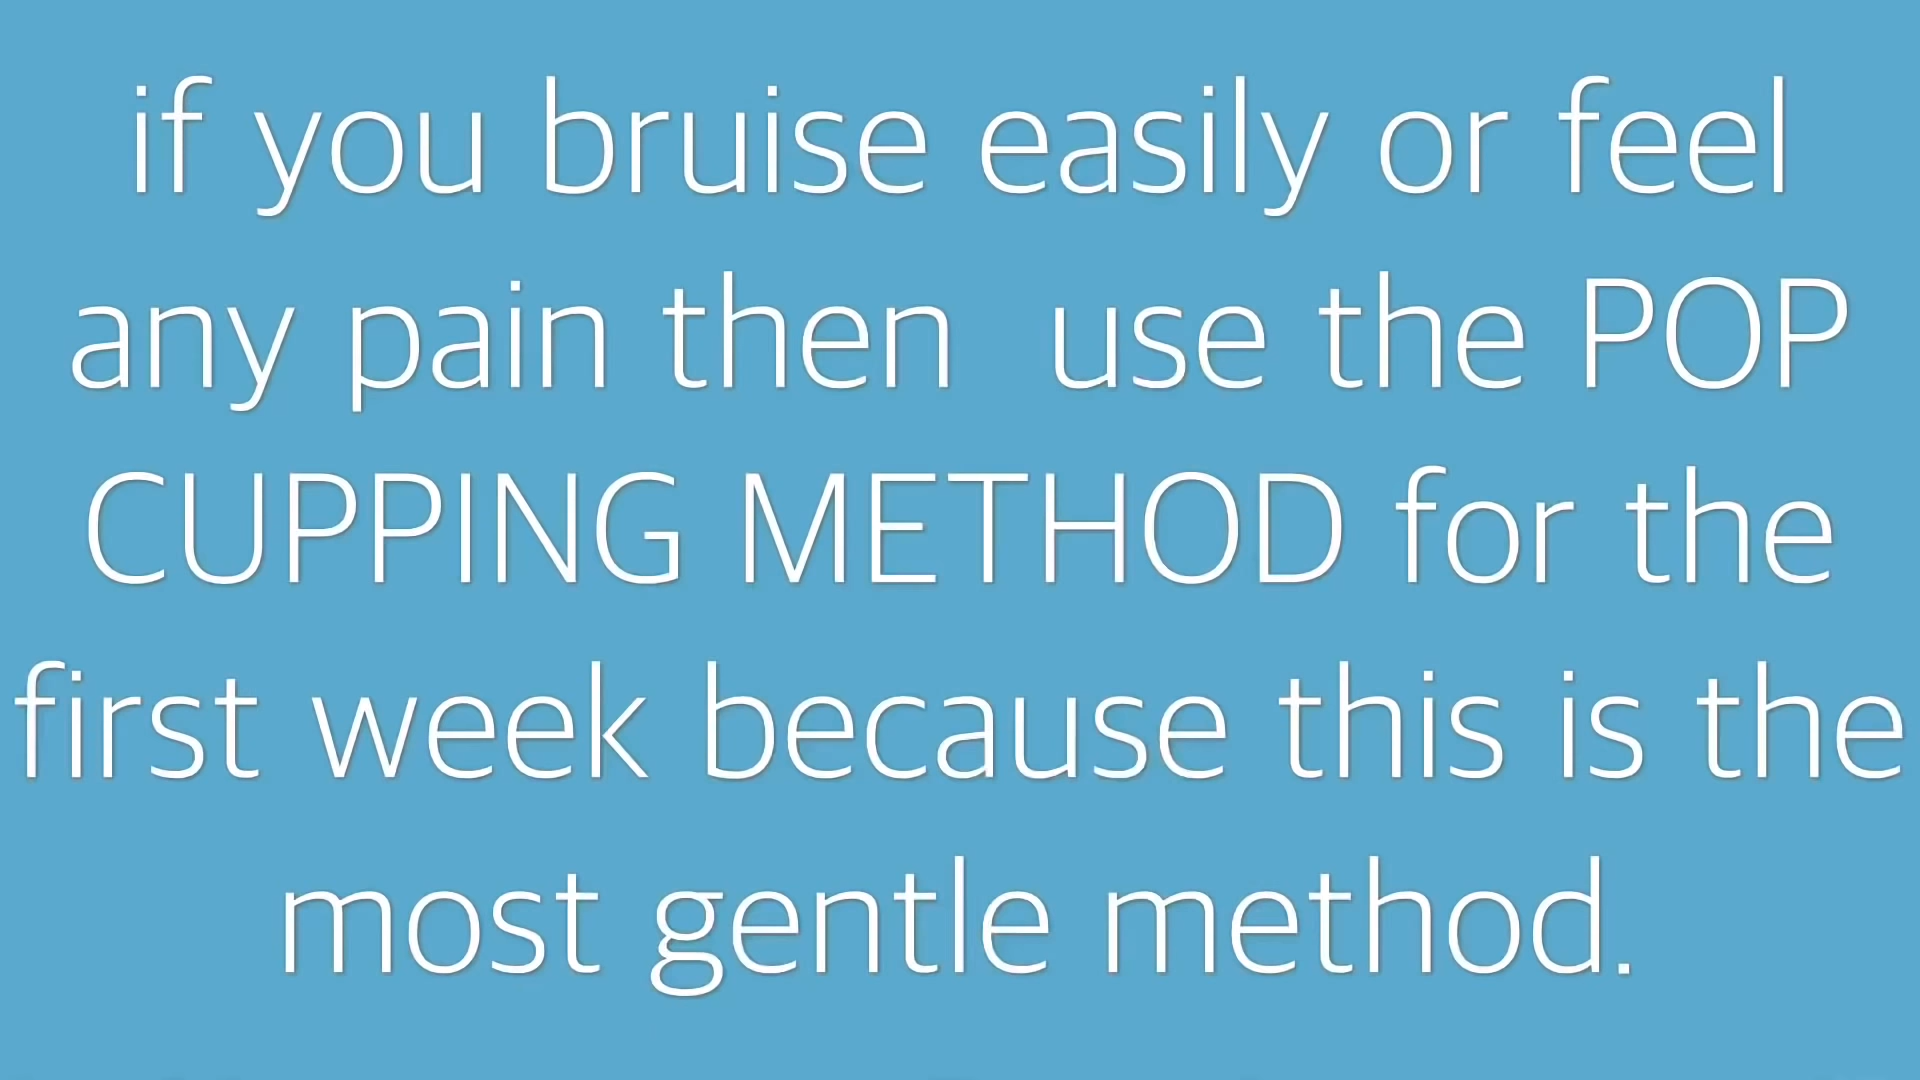 if you bruise easily or feel
any pain then  use the POP
CUPPING METHOD for the
first week because this is the
most gentle method.